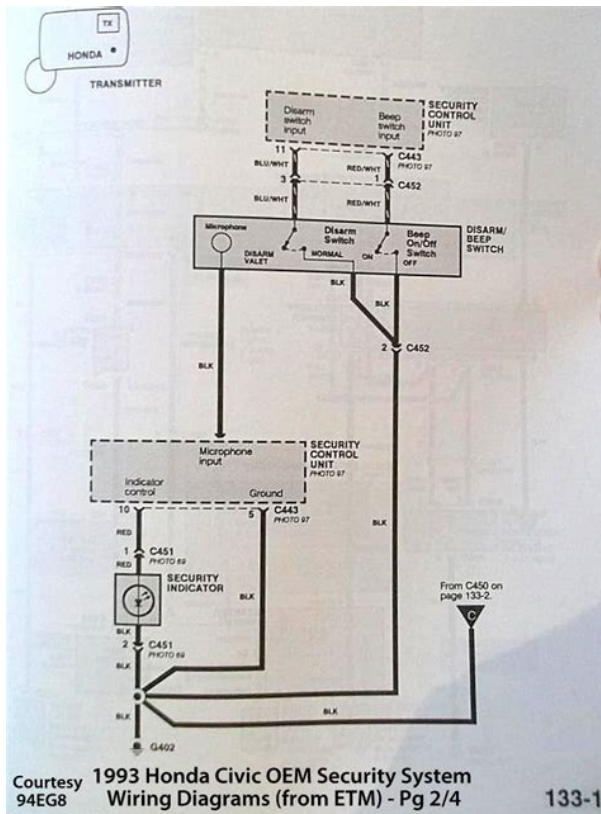 TX
HONDA
TRANSMITTER
Disarm switch input
Beep switch input
SECURITY CONTROL UNIT
PHOTO 97
11
C443
PHOTO 97
BLU/WHT
RED/WHT
3
1
C452
BLU/WHT
RED/WHT
Microphone
Disarm Switch
Beep On/Off Switch
DISARM/ BEEP SWITCH
DISARM VALET
NORMAL
ON
OFF
BLK
BLK
2
C452
BLK
Microphone input
SECURITY CONTROL UNIT
PHOTO 97
Indicator control
Ground
10
5
C443
PHOTO 97
RED
BLK
1
C451
PHOTO 69
RED
SECURITY INDICATOR
BLK
From C450 on page 133-2.
C
BLK
2
C451
PHOTO 69
BLK
BLK
BLK
G402
Courtesy 94EG8
1993 Honda Civic OEM Security System
Wiring Diagrams (from ETM) - Pg 2/4
133-1